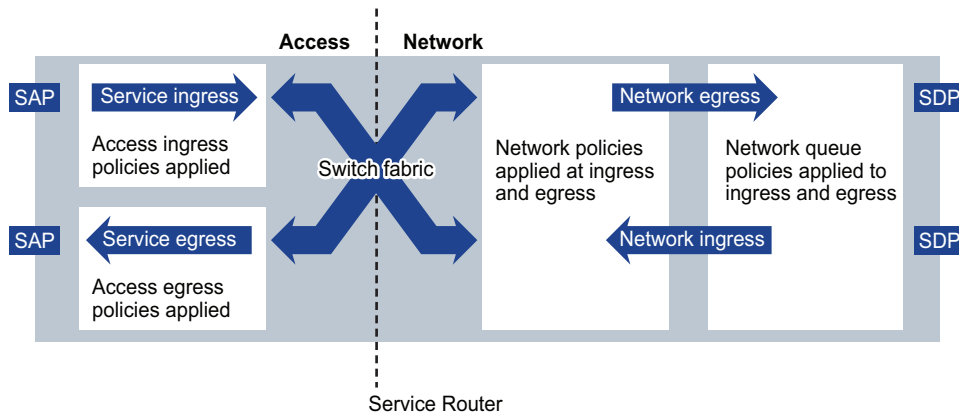 Access
Network
SAP
Service ingress
Access ingress
policies applied
SAP
Service egress
Access egress
policies applied
Switch fabric
Network policies
applied at ingress
and egress
Network egress
Network queue
policies applied to
ingress and egress
Network ingress
SDP
SDP
Service Router